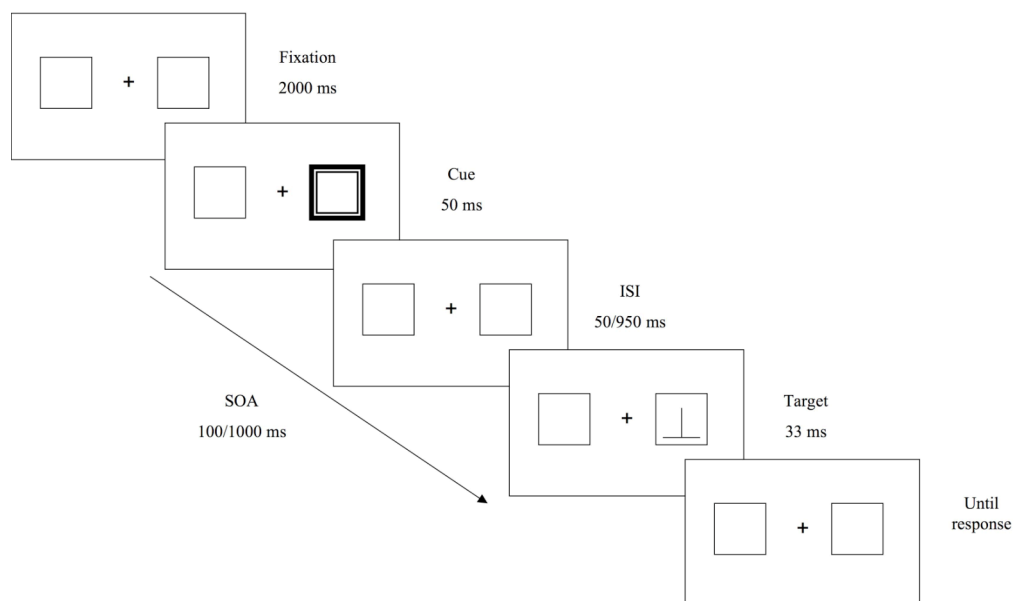 Fixation
2000 ms
Cue
50 ms
ISI
50/950 ms
SOA
100/1000 ms
Target
33 ms
Until
response